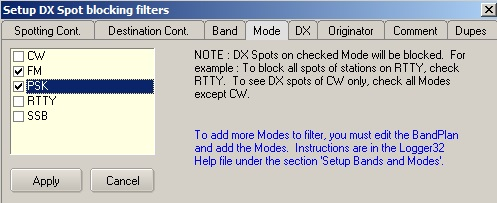 Setup DX Spot blocking filters
Spotting Cont. Destination Cont. Band Mode DX Originator Comment Dupes
CW
FM
PSK
RTTY
SSB
NOTE : DX Spots on checked Mode will be blocked. For
example : To block all spots of stations on RTTY, check
RTTY. To see DX spots of CW only, check all Modes
except CW.
To add more Modes to filter, you must edit the BandPlan
and add the Modes. Instructions are in the Logger32
Help file under the section 'Setup Bands and Modes'.
Apply Cancel